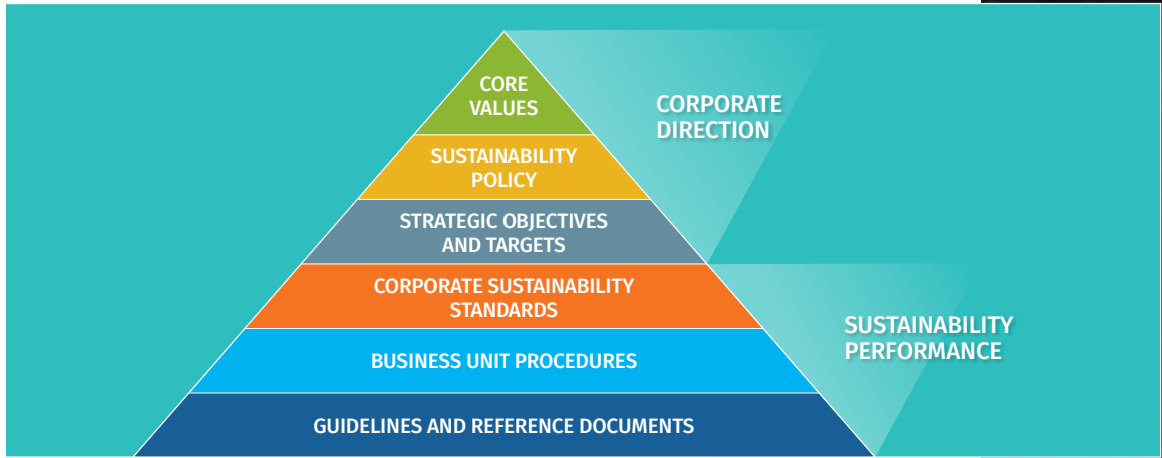 CORE
VALUES
CORPORATE
DIRECTION
SUSTAINABILITY
POLICY
STRATEGIC OBJECTIVES
AND TARGETS
CORPORATE SUSTAINABILITY
STANDARDS
SUSTAINABILITY
PERFORMANCE
BUSINESS UNIT PROCEDURES
GUIDELINES AND REFERENCE DOCUMENTS